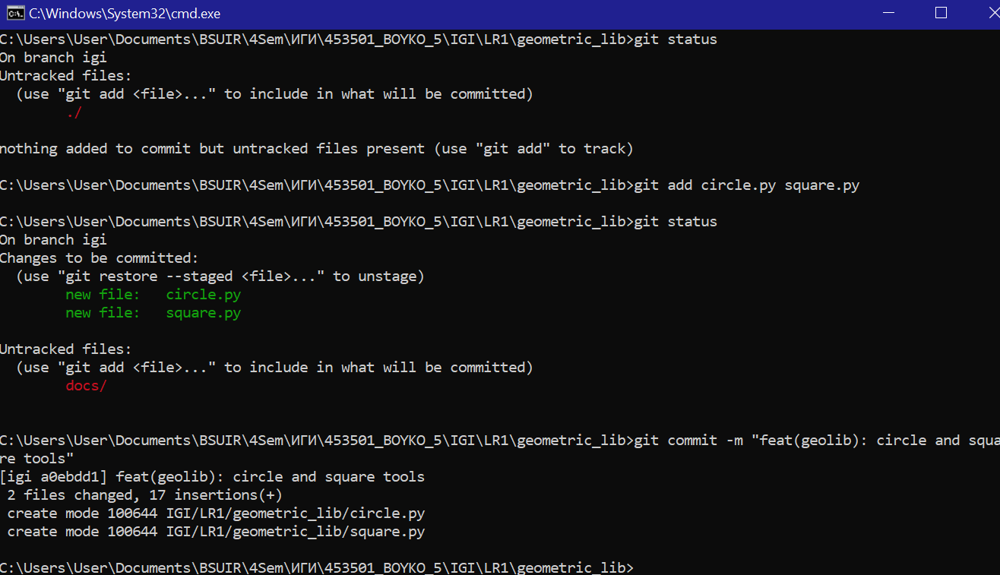 C:\Windows\System32\cmd.exe
C:\Users\User\Documents\BSUIR\4Sem\ИГИ\453501_BOYKO_5\IGI\LR1\geometric_lib>git status
On branch igi
Untracked files:
  (use "git add <file>..." to include in what will be committed)
        ./
nothing added to commit but untracked files present (use "git add" to track)
C:\Users\User\Documents\BSUIR\4Sem\ИГИ\453501_BOYKO_5\IGI\LR1\geometric_lib>git add circle.py square.py
C:\Users\User\Documents\BSUIR\4Sem\ИГИ\453501_BOYKO_5\IGI\LR1\geometric_lib>git status
On branch igi
Changes to be committed:
  (use "git restore --staged <file>..." to unstage)
        new file:   circle.py
        new file:   square.py
Untracked files:
  (use "git add <file>..." to include in what will be committed)
        docs/
C:\Users\User\Documents\BSUIR\4Sem\ИГИ\453501_BOYKO_5\IGI\LR1\geometric_lib>git commit -m "feat(geolib): circle and squa
re tools"
[igi a0ebdd1] feat(geolib): circle and square tools
 2 files changed, 17 insertions(+)
 create mode 100644 IGI/LR1/geometric_lib/circle.py
 create mode 100644 IGI/LR1/geometric_lib/square.py
C:\Users\User\Documents\BSUIR\4Sem\ИГИ\453501_BOYKO_5\IGI\LR1\geometric_lib>